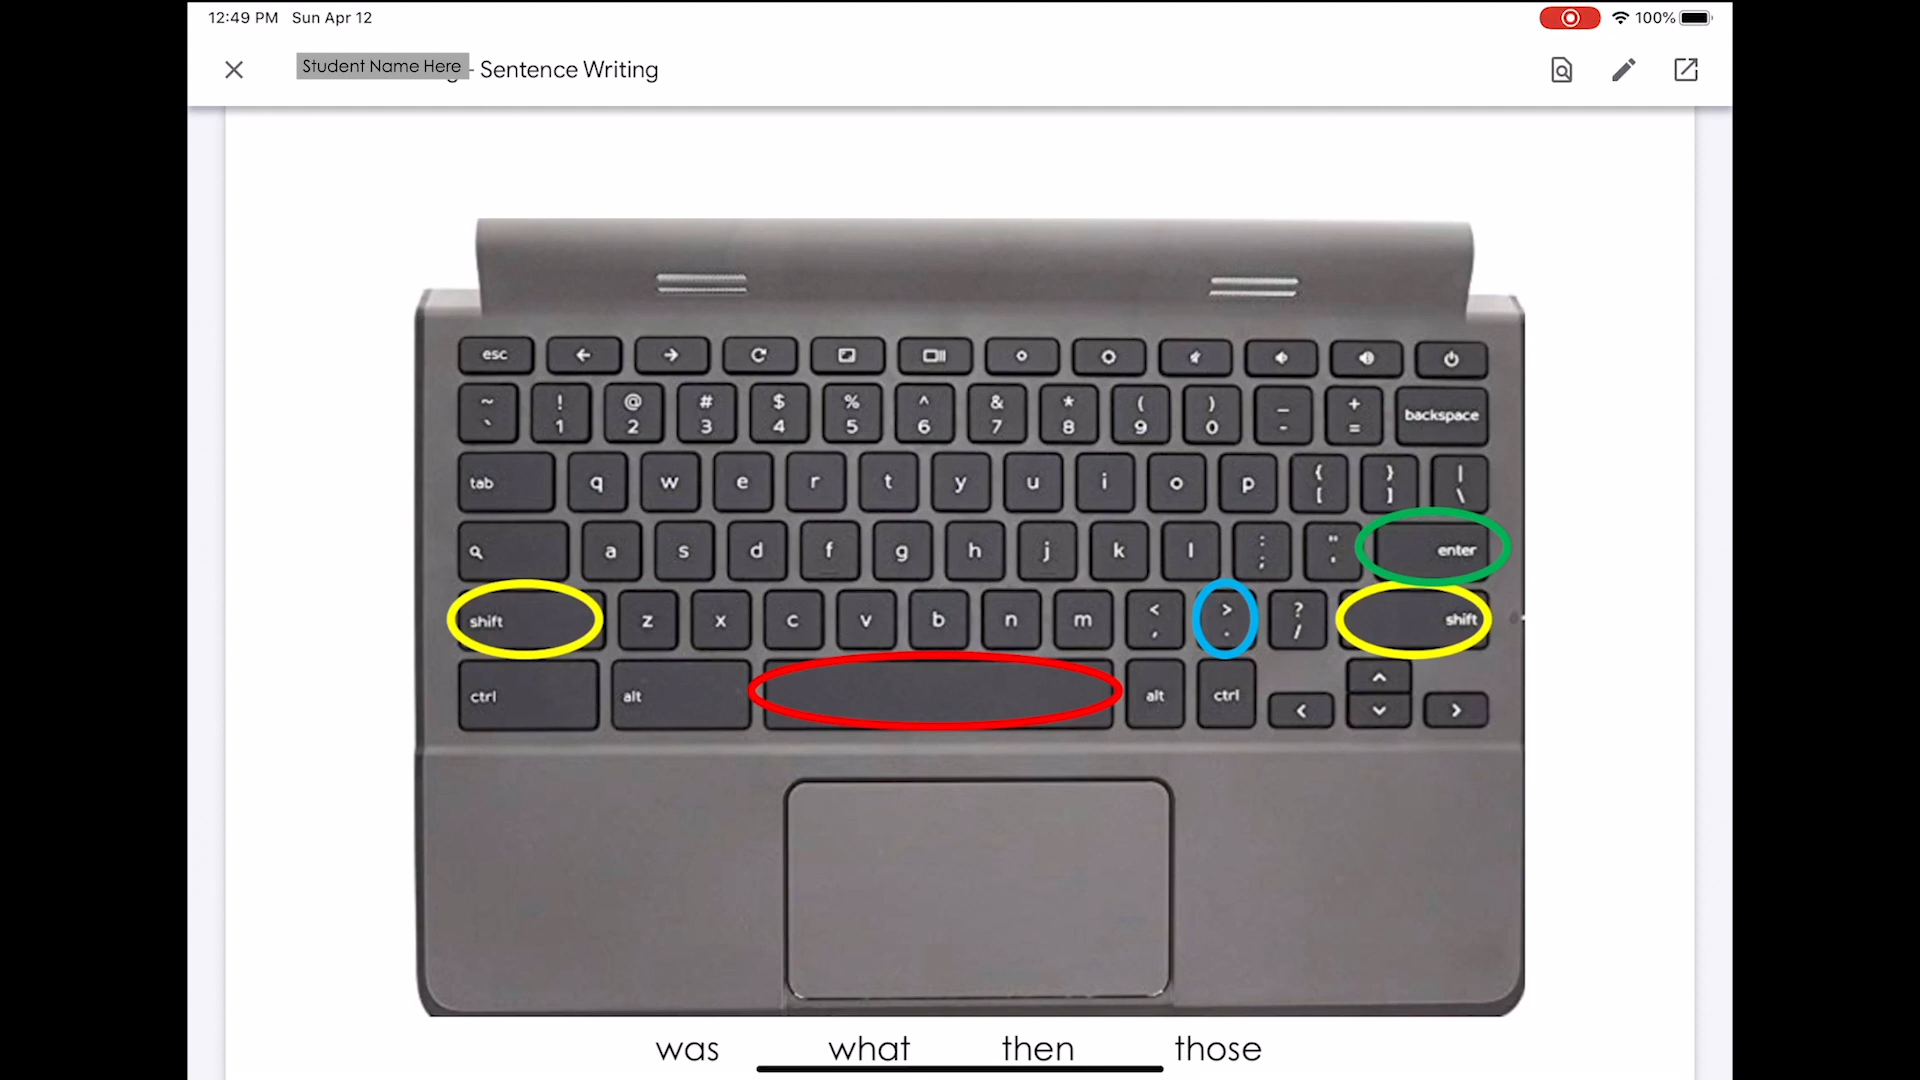 12:49 PM Sun Apr 12 100%
Student Name Here - Sentence Writing
esc
~ ! @ # $ % ^ & * ( ) _ +
` 1 2 3 4 5 6 7 8 9 0 - = backspace
tab q w e r t y u i o p { [ } ] | \
a s d f g h j k l : ; " ' enter
shift z x c v b n m < , > . ? / shift
ctrl alt alt ctrl
was what then those